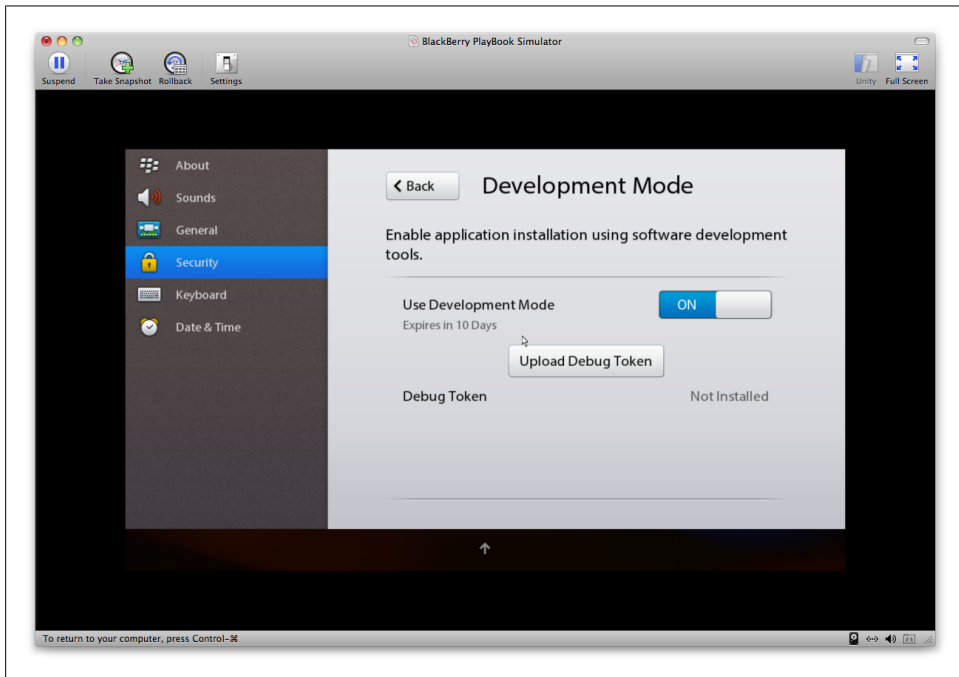 BlackBerry PlayBook Simulator
Suspend Take Snapshot Rollback Settings Unity Full Screen
About
Sounds
General
Security
Keyboard
Date & Time
Back Development Mode
Enable application installation using software development
tools.
Use Development Mode ON
Expires in 10 Days
Upload Debug Token
Debug Token Not Installed
To return to your computer, press Control-⌘